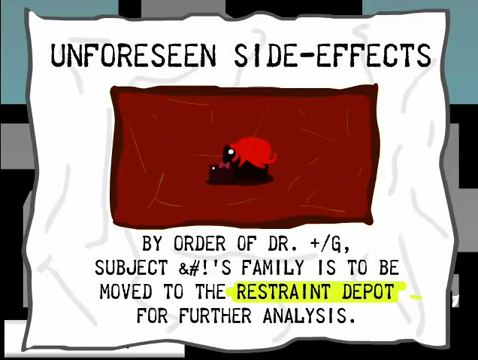 UNFORESEEN SIDE-EFFECTS
BY ORDER OF DR. +/G,
SUBJECT &#!'S FAMILY IS TO BE
MOVED TO THE RESTRAINT DEPOT
FOR FURTHER ANALYSIS.